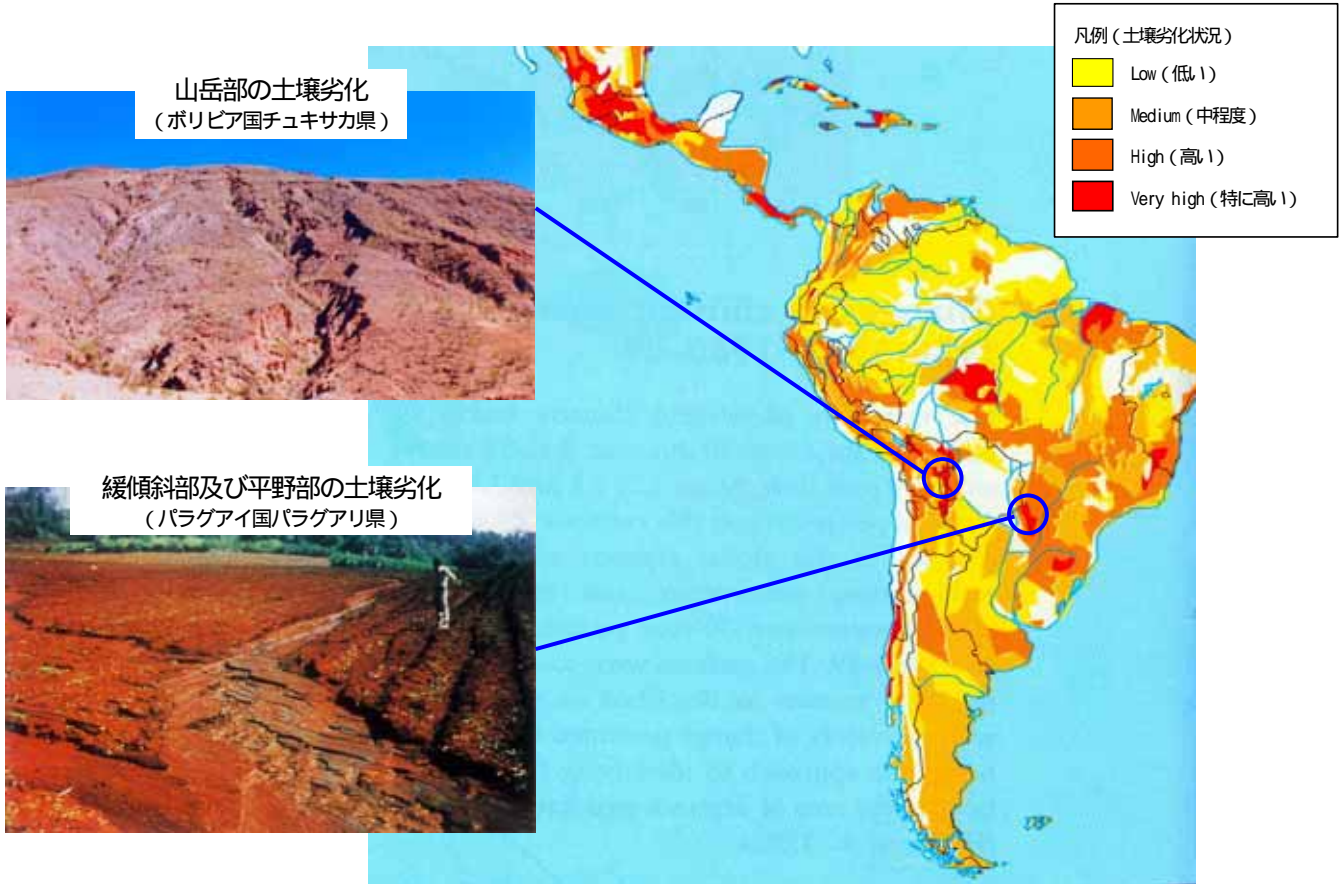 山岳部の土壌劣化
(ボリビア国チュキサカ県)
緩傾斜部及び平野部の土壌劣化
(パラグアイ国パラグアリ県)
凡例(土壌劣化状況)
Low(低い)
Medium(中程度)
High(高い)
Very high(特に高い)